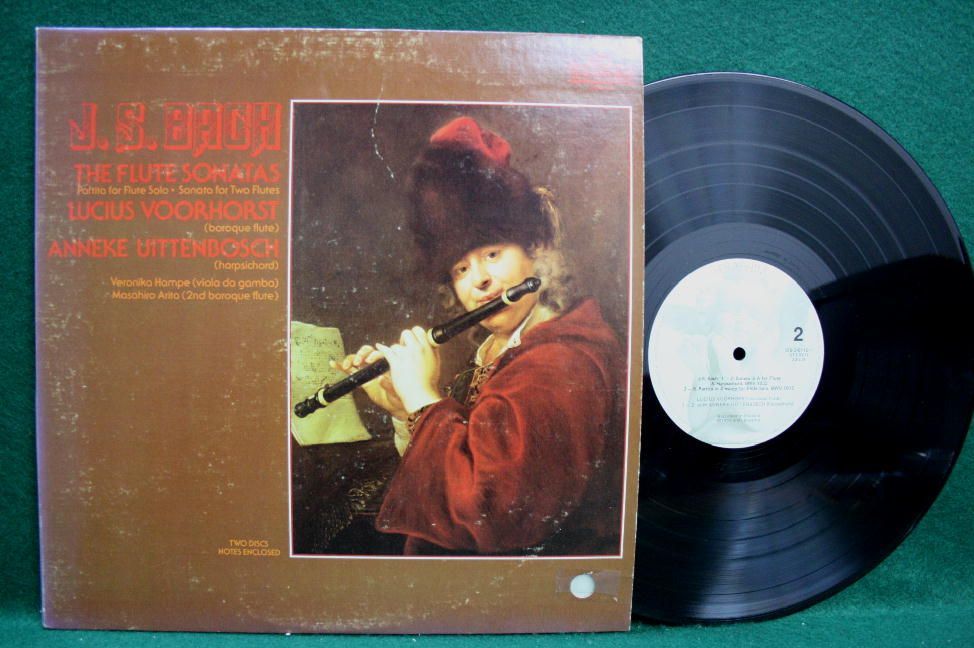 J. S. BACH
THE FLUTE SONATAS
Partita for Flute Solo • Sonata for Two Flutes
LUCIUS VOORHORST
(baroque flute)
ANNEKE UITTENBOSCH
(harpsichord)
Veronika Hampe (viola da gamba)
Masahiro Arita (2nd baroque flute)
TWO DISCS
NOTES ENCLOSED
2
STEREO